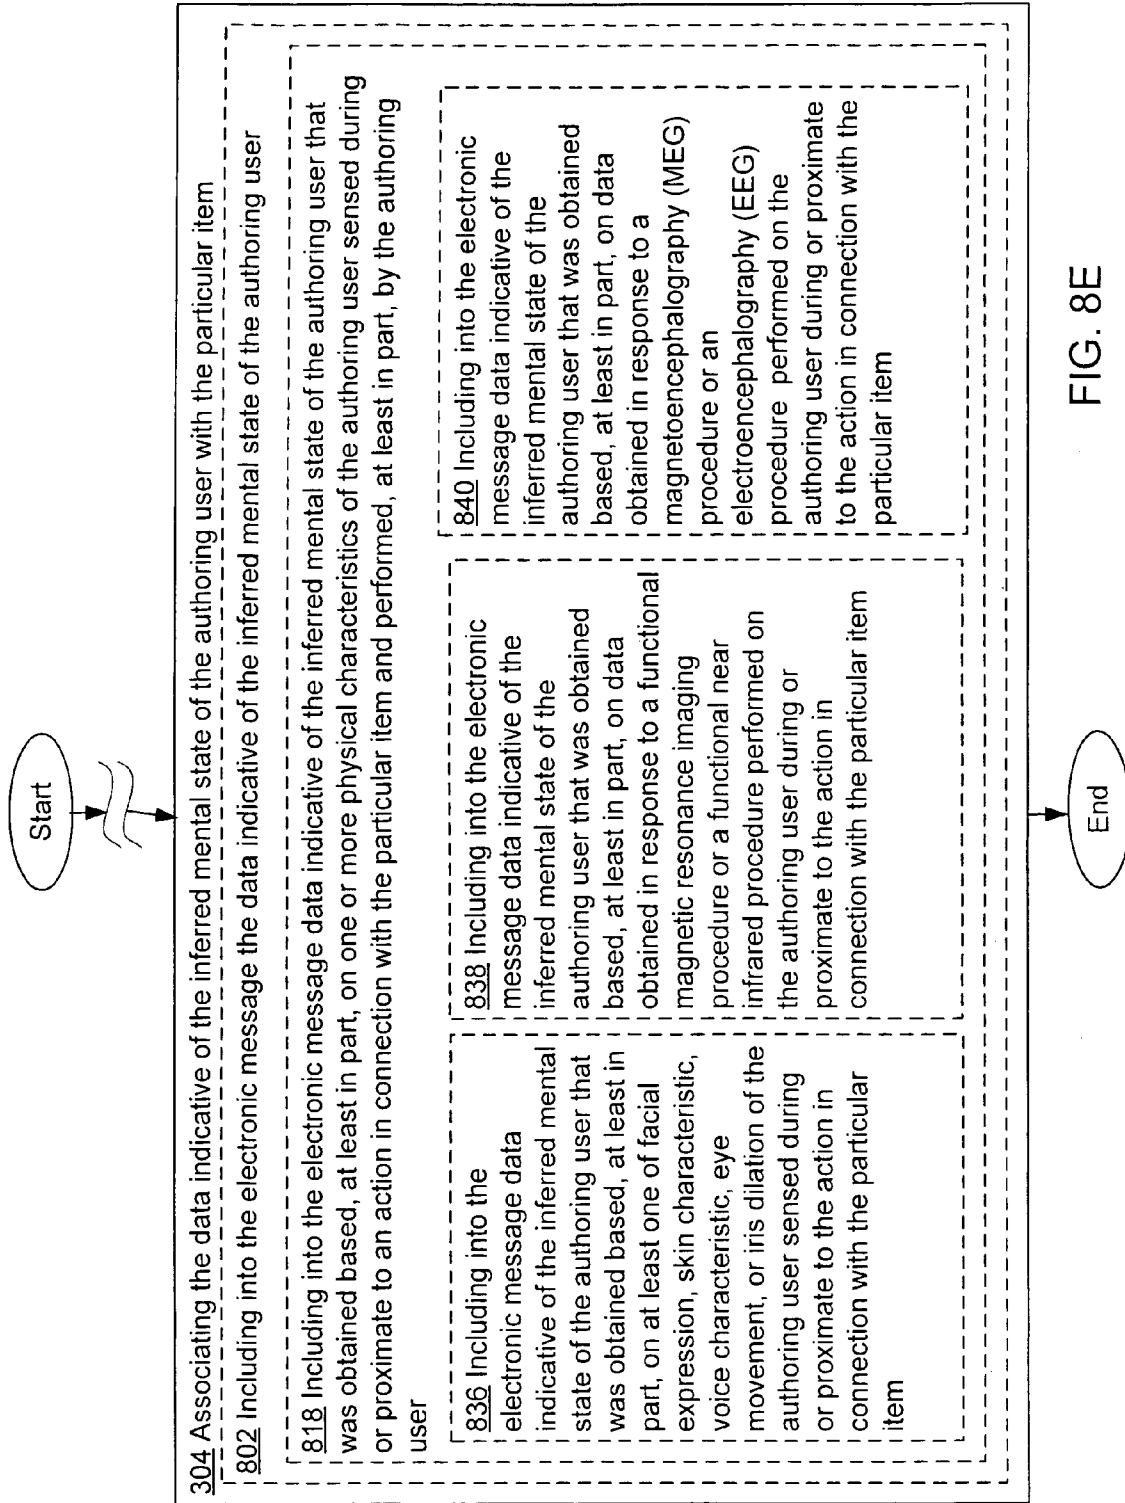 Start
304 Associating the data indicative of the inferred mental state of the authoring user with the particular item
802 Including into the electronic message the data indicative of the inferred mental state of the authoring user
818 Including into the electronic message data indicative of the inferred mental state of the authoring user that
was obtained based, at least in part, on one or more physical characteristics of the authoring user sensed during
or proximate to an action in connection with the particular item and performed, at least in part, by the authoring
user
836 Including into the
electronic message data
indicative of the inferred mental
state of the authoring user that
was obtained based, at least in
part, on at least one of facial
expression, skin characteristic,
voice characteristic, eye
movement, or iris dilation of the
authoring user sensed during
or proximate to the action in
connection with the particular
item
838 Including into the electronic
message data indicative of the
inferred mental state of the
authoring user that was obtained
based, at least in part, on data
obtained in response to a functional
magnetic resonance imaging
procedure or a functional near
infrared procedure performed on
the authoring user during or
proximate to the action in
connection with the particular item
840 Including into the electronic
message data indicative of the
inferred mental state of the
authoring user that was obtained
based, at least in part, on data
obtained in response to a
magnetoencephalography (MEG)
procedure or an
electroencephalography (EEG)
procedure performed on the
authoring user during or proximate
to the action in connection with the
particular item
End
FIG. 8E